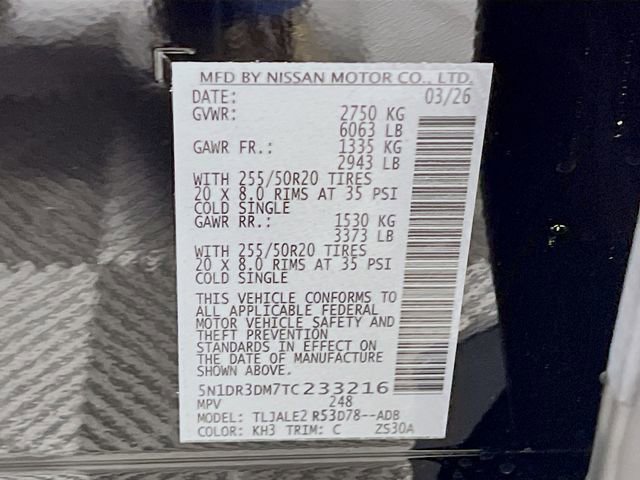 MFD BY NISSAN MOTOR CO., LTD.
DATE: 03/26
GVWR: 2750 KG
6063 LB
GAWR FR.: 1335 KG
2943 LB
WITH 255/50R20 TIRES
20 X 8.0 RIMS AT 35 PSI
COLD SINGLE
GAWR RR.: 1530 KG
3373 LB
WITH 255/50R20 TIRES
20 X 8.0 RIMS AT 35 PSI
COLD SINGLE
THIS VEHICLE CONFORMS TO
ALL APPLICABLE FEDERAL
MOTOR VEHICLE SAFETY AND
THEFT PREVENTION
STANDARDS IN EFFECT ON
THE DATE OF MANUFACTURE
SHOWN ABOVE.
5N1DR3DM7TC233216
MPV 248
MODEL: TLJALE2 R53D78--ADB
COLOR: KH3 TRIM: C ZS30A